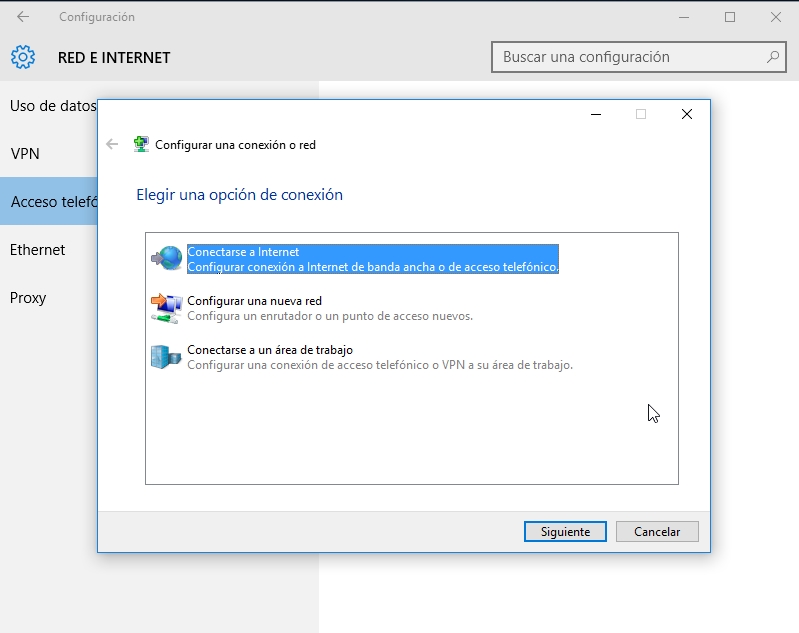 Configuración
RED E INTERNET
Buscar una configuración
Uso de datos
VPN
Acceso telefó
Ethernet
Proxy
Configurar una conexión o red
Elegir una opción de conexión
Conectarse a Internet
Configurar conexión a Internet de banda ancha o de acceso telefónico.
Configurar una nueva red
Configura un enrutador o un punto de acceso nuevos.
Conectarse a un área de trabajo
Configurar una conexión de acceso telefónico o VPN a su área de trabajo.
Siguiente
Cancelar